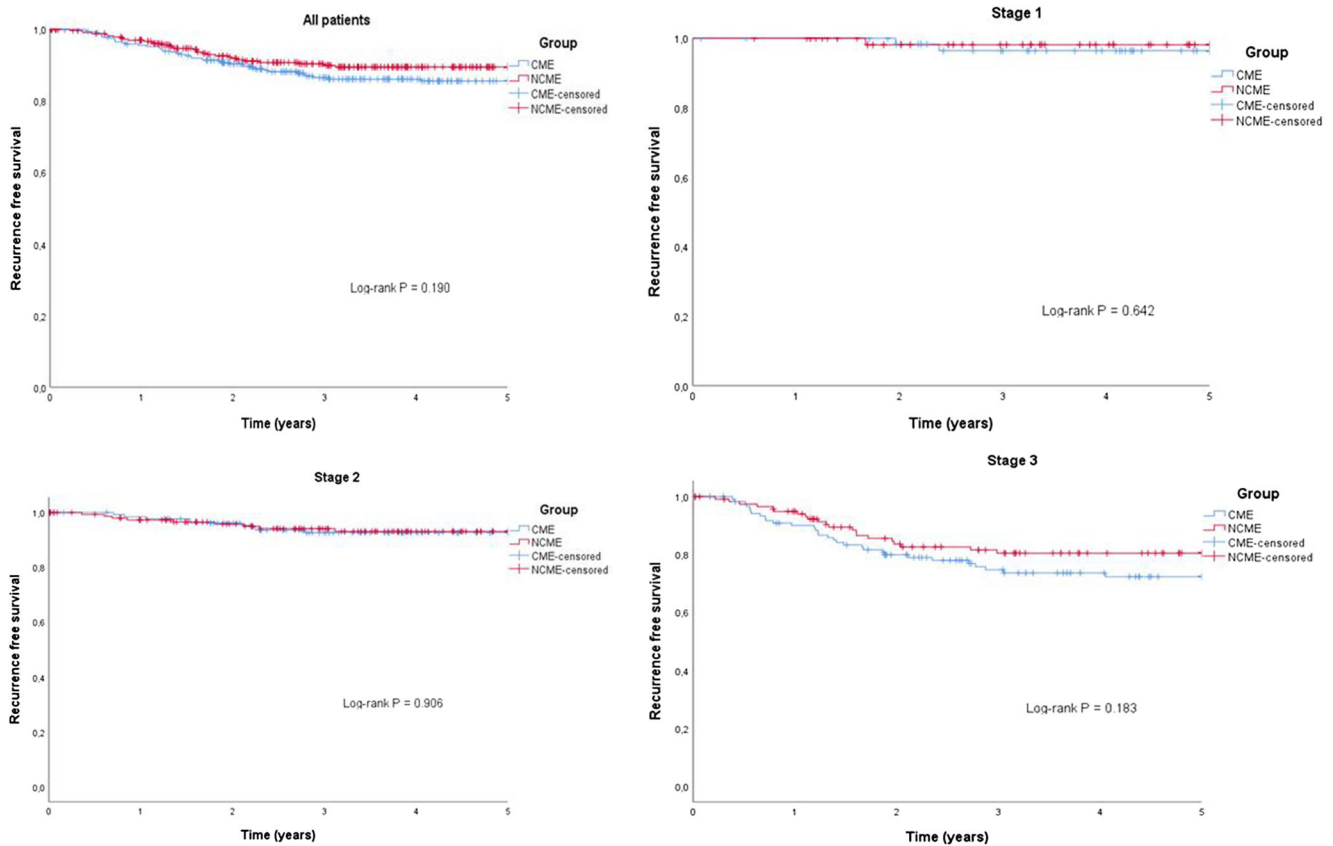 All patients
1,0
0,8
0,6
0,4
0,2
0,0
0
1
2
3
4
5
Recurrence free survival
Time (years)
Group
CME
NCME
CME-censored
NCME-censored
Log-rank P = 0.190
Stage 1
1,0
0,8
0,6
0,4
0,2
0,0
0
1
2
3
4
5
Recurrence free survival
Time (years)
Group
CME
NCME
CME-censored
NCME-censored
Log-rank P = 0.642
Stage 2
1,0
0,8
0,6
0,4
0,2
0,0
0
1
2
3
4
5
Recurrence free survival
Time (years)
Group
CME
NCME
CME-censored
NCME-censored
Log-rank P = 0.906
Stage 3
1,0
0,8
0,6
0,4
0,2
0,0
0
1
2
3
4
5
Recurrence free survival
Time (years)
Group
CME
NCME
CME-censored
NCME-censored
Log-rank P = 0.183